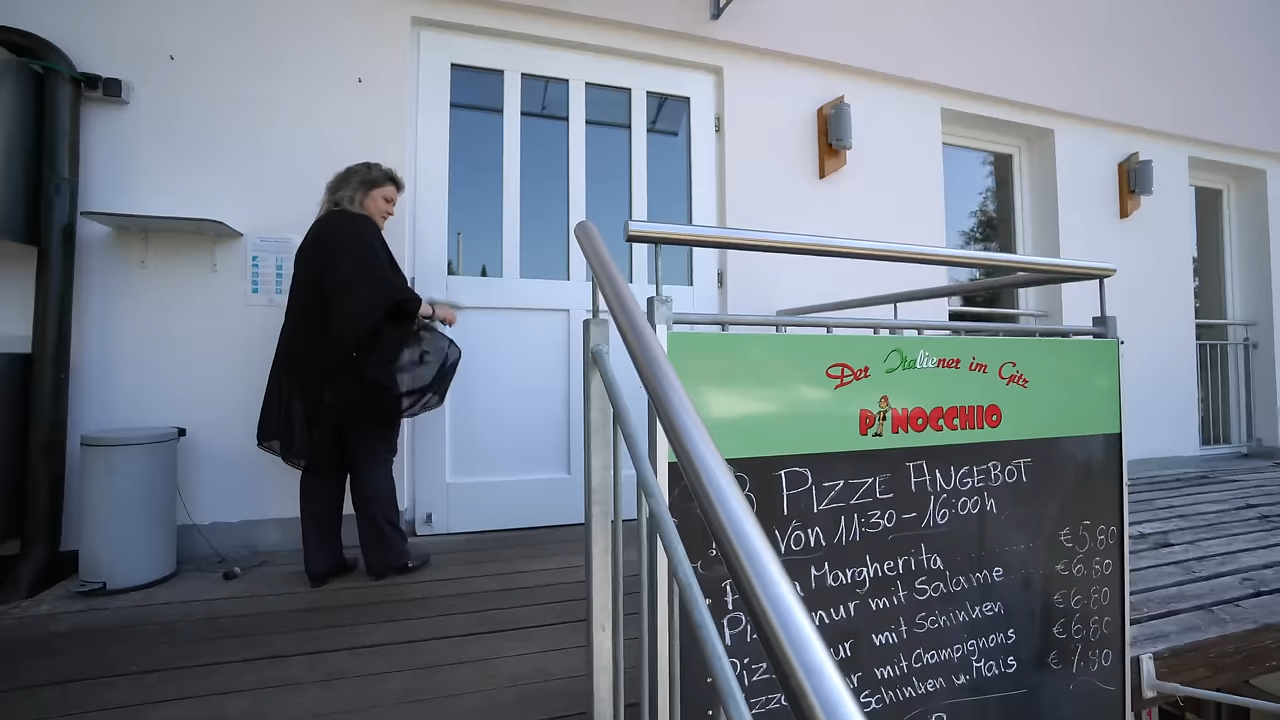 Der Italiener im Gitz
PINOCCHIO
PIZZE ANGEBOT
VON 11:30-16:00h
Margherita € 5.80
nur mit Salame € 6.80
mit Schinken € 6.80
mit Champignons € 6.80
Schinken u. Mais € 7.90